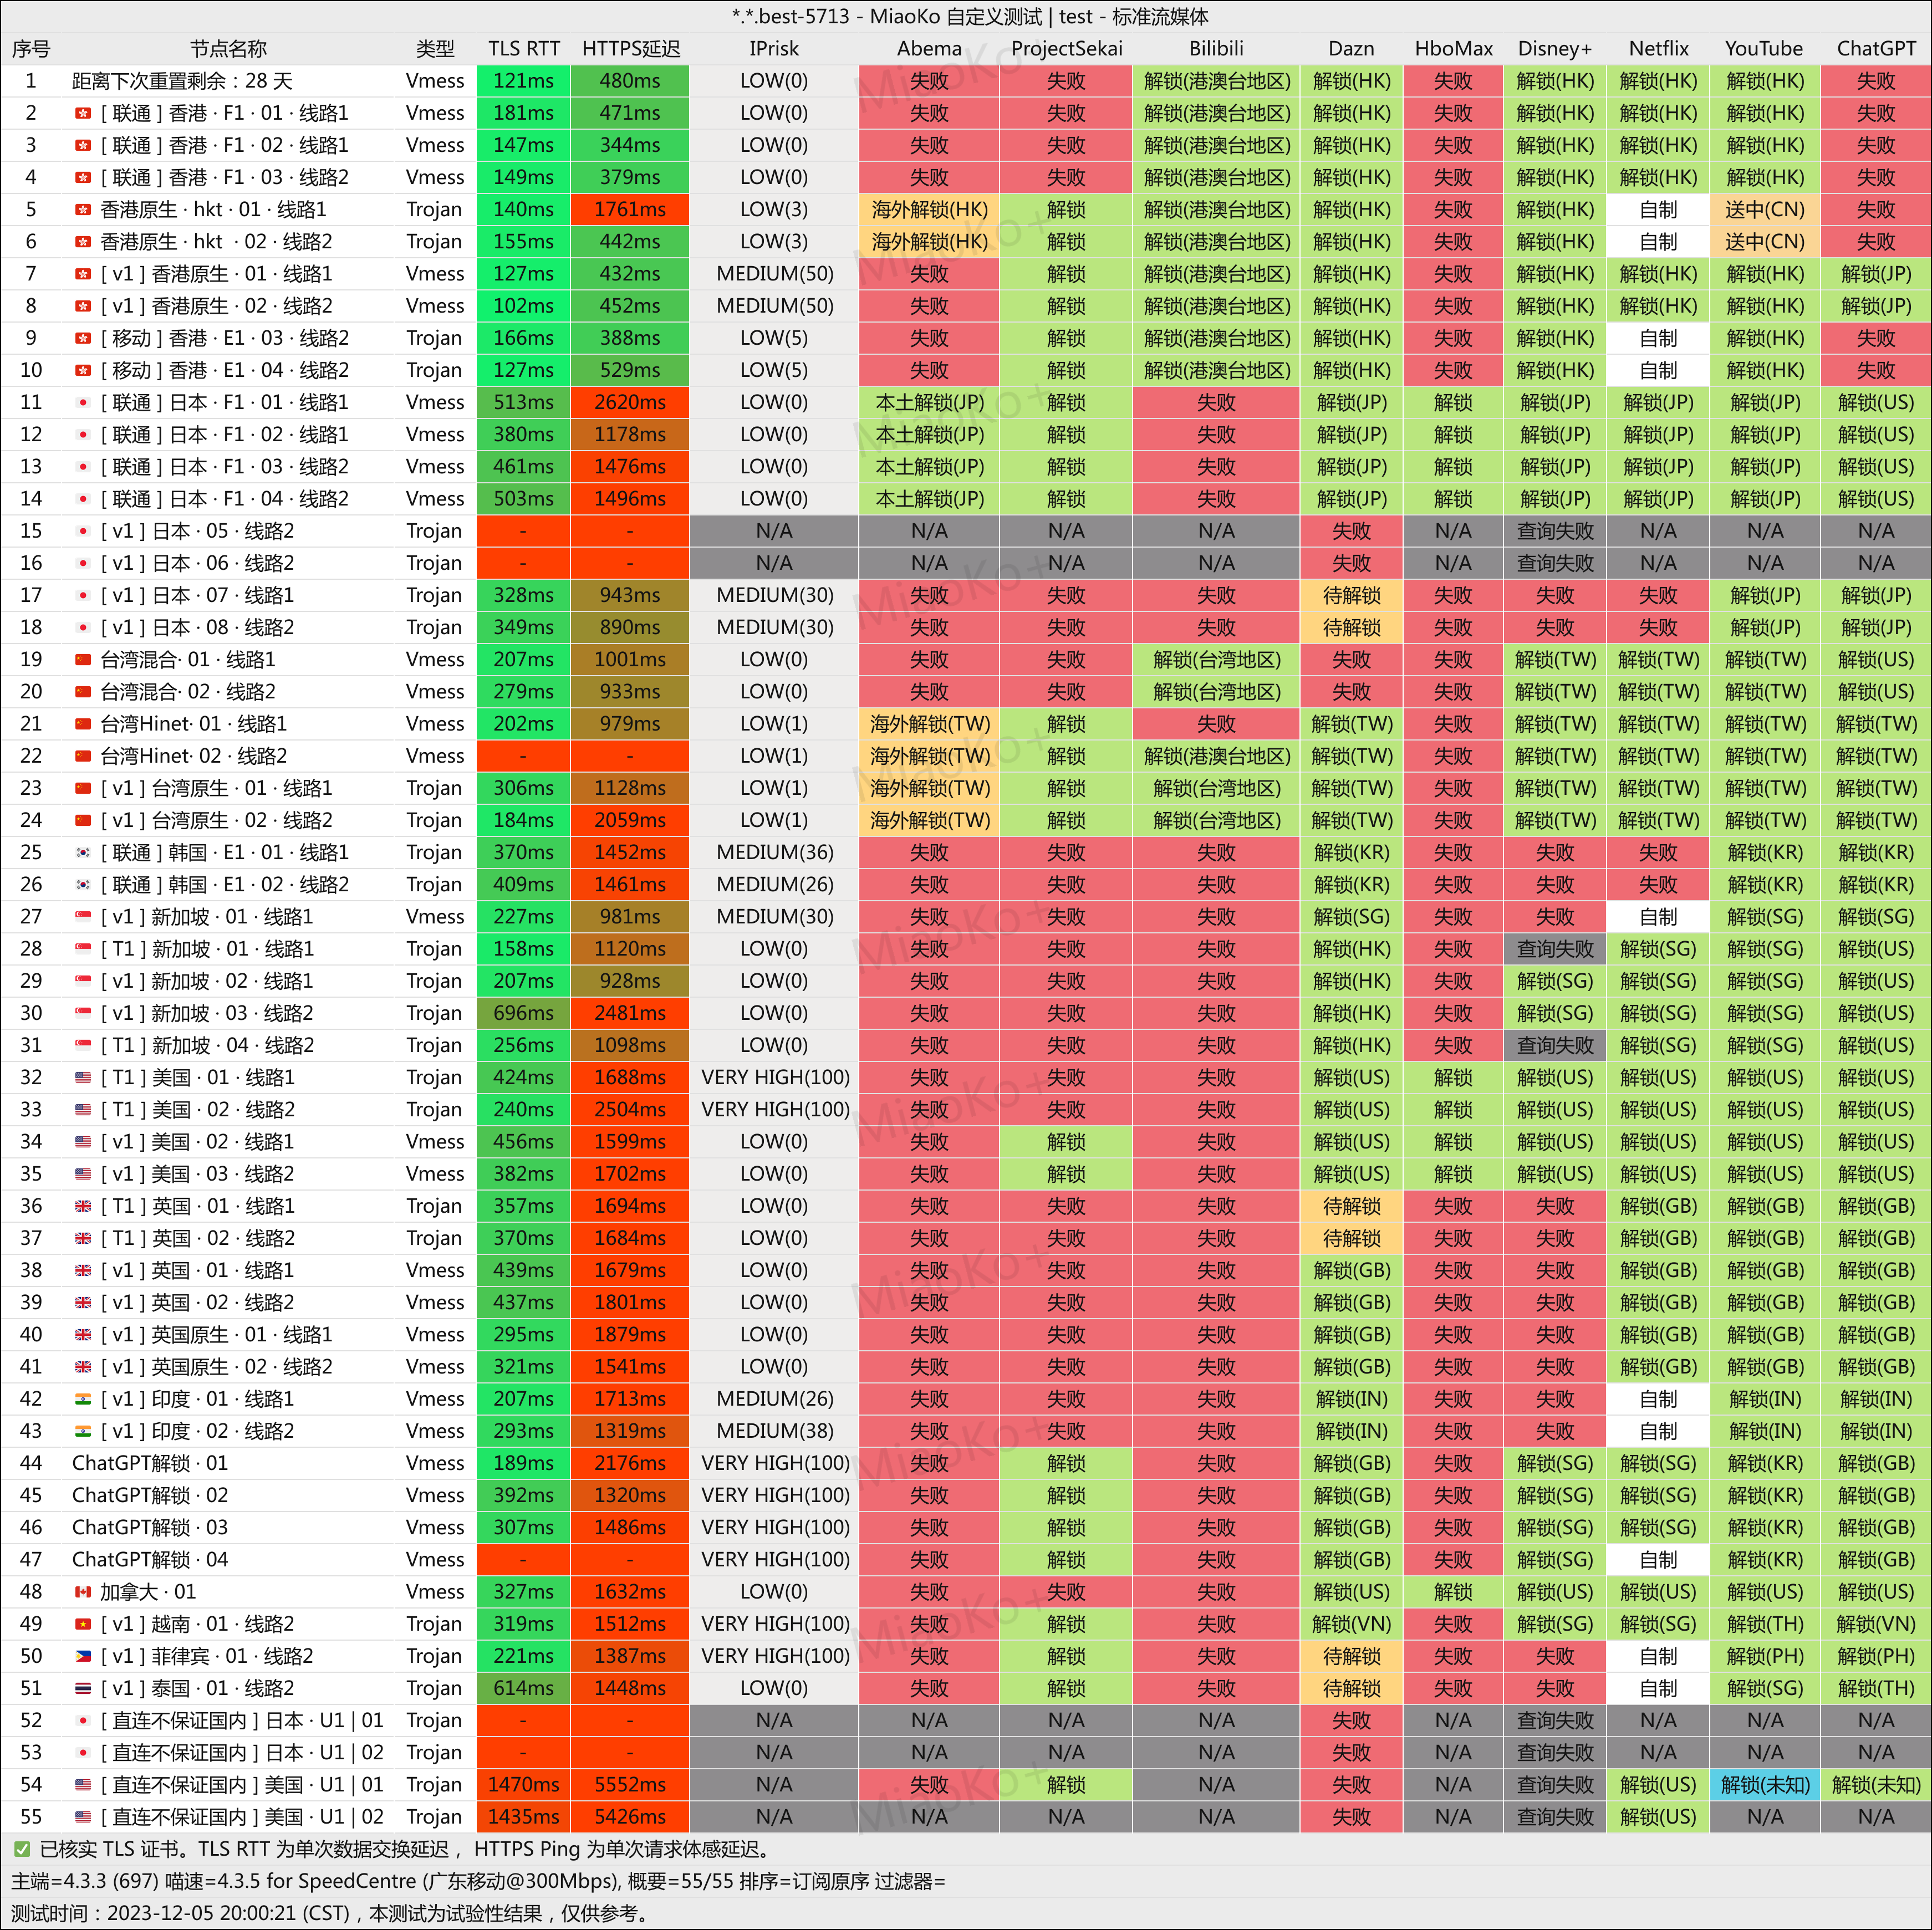 *.*.best-5713 - MiaoKo 自定义测试 | test - 标准流媒体
序号 节点名称 类型 TLS RTT HTTPS延迟 IPrisk Abema ProjectSekai Bilibili Dazn HboMax Disney+ Netflix YouTube ChatGPT
1 距离下次重置剩余：28 天 Vmess 121ms 480ms LOW(0) 失败 失败 解锁(港澳台地区) 解锁(HK) 失败 解锁(HK) 解锁(HK) 解锁(HK) 失败
2 [ 联通 ] 香港 · F1 · 01 · 线路1 Vmess 181ms 471ms LOW(0) 失败 失败 解锁(港澳台地区) 解锁(HK) 失败 解锁(HK) 解锁(HK) 解锁(HK) 失败
3 [ 联通 ] 香港 · F1 · 02 · 线路1 Vmess 147ms 344ms LOW(0) 失败 失败 解锁(港澳台地区) 解锁(HK) 失败 解锁(HK) 解锁(HK) 解锁(HK) 失败
4 [ 联通 ] 香港 · F1 · 03 · 线路2 Vmess 149ms 379ms LOW(0) 失败 失败 解锁(港澳台地区) 解锁(HK) 失败 解锁(HK) 解锁(HK) 解锁(HK) 失败
5 香港原生 · hkt · 01 · 线路1 Trojan 140ms 1761ms LOW(3) 海外解锁(HK) 解锁 解锁(港澳台地区) 解锁(HK) 失败 解锁(HK) 自制 送中(CN) 失败
6 香港原生 · hkt · 02 · 线路2 Trojan 155ms 442ms LOW(3) 海外解锁(HK) 解锁 解锁(港澳台地区) 解锁(HK) 失败 解锁(HK) 自制 送中(CN) 失败
7 [ v1 ] 香港原生 · 01 · 线路1 Vmess 127ms 432ms MEDIUM(50) 失败 解锁 解锁(港澳台地区) 解锁(HK) 失败 解锁(HK) 解锁(HK) 解锁(HK) 解锁(JP)
8 [ v1 ] 香港原生 · 02 · 线路2 Vmess 102ms 452ms MEDIUM(50) 失败 解锁 解锁(港澳台地区) 解锁(HK) 失败 解锁(HK) 解锁(HK) 解锁(HK) 解锁(JP)
9 [ 移动 ] 香港 · E1 · 03 · 线路2 Trojan 166ms 388ms LOW(5) 失败 解锁 解锁(港澳台地区) 解锁(HK) 失败 解锁(HK) 自制 解锁(HK) 失败
10 [ 移动 ] 香港 · E1 · 04 · 线路2 Trojan 127ms 529ms LOW(5) 失败 解锁 解锁(港澳台地区) 解锁(HK) 失败 解锁(HK) 自制 解锁(HK) 失败
11 [ 联通 ] 日本 · F1 · 01 · 线路1 Vmess 513ms 2620ms LOW(0) 本土解锁(JP) 解锁 失败 解锁(JP) 解锁 解锁(JP) 解锁(JP) 解锁(JP) 解锁(US)
12 [ 联通 ] 日本 · F1 · 02 · 线路1 Vmess 380ms 1178ms LOW(0) 本土解锁(JP) 解锁 失败 解锁(JP) 解锁 解锁(JP) 解锁(JP) 解锁(JP) 解锁(US)
13 [ 联通 ] 日本 · F1 · 03 · 线路2 Vmess 461ms 1476ms LOW(0) 本土解锁(JP) 解锁 失败 解锁(JP) 解锁 解锁(JP) 解锁(JP) 解锁(JP) 解锁(US)
14 [ 联通 ] 日本 · F1 · 04 · 线路2 Vmess 503ms 1496ms LOW(0) 本土解锁(JP) 解锁 失败 解锁(JP) 解锁 解锁(JP) 解锁(JP) 解锁(JP) 解锁(US)
15 [ v1 ] 日本 · 05 · 线路2 Trojan - - N/A N/A N/A N/A 失败 N/A 查询失败 N/A N/A N/A
16 [ v1 ] 日本 · 06 · 线路2 Trojan - - N/A N/A N/A N/A 失败 N/A 查询失败 N/A N/A N/A
17 [ v1 ] 日本 · 07 · 线路1 Trojan 328ms 943ms MEDIUM(30) 失败 失败 失败 待解锁 失败 失败 失败 解锁(JP) 解锁(JP)
18 [ v1 ] 日本 · 08 · 线路2 Trojan 349ms 890ms MEDIUM(30) 失败 失败 失败 待解锁 失败 失败 失败 解锁(JP) 解锁(JP)
19 台湾混合· 01 · 线路1 Vmess 207ms 1001ms LOW(0) 失败 失败 解锁(台湾地区) 失败 失败 解锁(TW) 解锁(TW) 解锁(TW) 解锁(US)
20 台湾混合· 02 · 线路2 Vmess 279ms 933ms LOW(0) 失败 失败 解锁(台湾地区) 失败 失败 解锁(TW) 解锁(TW) 解锁(TW) 解锁(US)
21 台湾Hinet· 01 · 线路1 Vmess 202ms 979ms LOW(1) 海外解锁(TW) 解锁 失败 解锁(TW) 失败 解锁(TW) 解锁(TW) 解锁(TW) 解锁(TW)
22 台湾Hinet· 02 · 线路2 Vmess - - LOW(1) 海外解锁(TW) 解锁 解锁(港澳台地区) 解锁(TW) 失败 解锁(TW) 解锁(TW) 解锁(TW) 解锁(TW)
23 [ v1 ] 台湾原生 · 01 · 线路1 Trojan 306ms 1128ms LOW(1) 海外解锁(TW) 解锁 解锁(台湾地区) 解锁(TW) 失败 解锁(TW) 解锁(TW) 解锁(TW) 解锁(TW)
24 [ v1 ] 台湾原生 · 02 · 线路2 Trojan 184ms 2059ms LOW(1) 海外解锁(TW) 解锁 解锁(台湾地区) 解锁(TW) 失败 解锁(TW) 解锁(TW) 解锁(TW) 解锁(TW)
25 [ 联通 ] 韩国 · E1 · 01 · 线路1 Trojan 370ms 1452ms MEDIUM(36) 失败 失败 失败 解锁(KR) 失败 失败 失败 解锁(KR) 解锁(KR)
26 [ 联通 ] 韩国 · E1 · 02 · 线路2 Trojan 409ms 1461ms MEDIUM(26) 失败 失败 失败 解锁(KR) 失败 失败 失败 解锁(KR) 解锁(KR)
27 [ v1 ] 新加坡 · 01 · 线路1 Vmess 227ms 981ms MEDIUM(30) 失败 失败 失败 解锁(SG) 失败 失败 自制 解锁(SG) 解锁(SG)
28 [ T1 ] 新加坡 · 01 · 线路1 Trojan 158ms 1120ms LOW(0) 失败 失败 失败 解锁(HK) 失败 查询失败 解锁(SG) 解锁(SG) 解锁(US)
29 [ v1 ] 新加坡 · 02 · 线路1 Trojan 207ms 928ms LOW(0) 失败 失败 失败 解锁(HK) 失败 解锁(SG) 解锁(SG) 解锁(SG) 解锁(US)
30 [ v1 ] 新加坡 · 03 · 线路2 Trojan 696ms 2481ms LOW(0) 失败 失败 失败 解锁(HK) 失败 解锁(SG) 解锁(SG) 解锁(SG) 解锁(US)
31 [ T1 ] 新加坡 · 04 · 线路2 Trojan 256ms 1098ms LOW(0) 失败 失败 失败 解锁(HK) 失败 查询失败 解锁(SG) 解锁(SG) 解锁(US)
32 [ T1 ] 美国 · 01 · 线路1 Trojan 424ms 1688ms VERY HIGH(100) 失败 失败 失败 解锁(US) 解锁 解锁(US) 解锁(US) 解锁(US) 解锁(US)
33 [ T1 ] 美国 · 02 · 线路2 Trojan 240ms 2504ms VERY HIGH(100) 失败 失败 失败 解锁(US) 解锁 解锁(US) 解锁(US) 解锁(US) 解锁(US)
34 [ v1 ] 美国 · 02 · 线路1 Vmess 456ms 1599ms LOW(0) 失败 解锁 失败 解锁(US) 解锁 解锁(US) 解锁(US) 解锁(US) 解锁(US)
35 [ v1 ] 美国 · 03 · 线路2 Vmess 382ms 1702ms LOW(0) 失败 解锁 失败 解锁(US) 解锁 解锁(US) 解锁(US) 解锁(US) 解锁(US)
36 [ T1 ] 英国 · 01 · 线路1 Trojan 357ms 1694ms LOW(0) 失败 失败 失败 待解锁 失败 失败 解锁(GB) 解锁(GB) 解锁(GB)
37 [ T1 ] 英国 · 02 · 线路2 Trojan 370ms 1684ms LOW(0) 失败 失败 失败 待解锁 失败 失败 解锁(GB) 解锁(GB) 解锁(GB)
38 [ v1 ] 英国 · 01 · 线路1 Vmess 439ms 1679ms LOW(0) 失败 失败 失败 解锁(GB) 失败 失败 解锁(GB) 解锁(GB) 解锁(GB)
39 [ v1 ] 英国 · 02 · 线路2 Vmess 437ms 1801ms LOW(0) 失败 失败 失败 解锁(GB) 失败 失败 解锁(GB) 解锁(GB) 解锁(GB)
40 [ v1 ] 英国原生 · 01 · 线路1 Vmess 295ms 1879ms LOW(0) 失败 失败 失败 解锁(GB) 失败 失败 解锁(GB) 解锁(GB) 解锁(GB)
41 [ v1 ] 英国原生 · 02 · 线路2 Vmess 321ms 1541ms LOW(0) 失败 失败 失败 解锁(GB) 失败 失败 解锁(GB) 解锁(GB) 解锁(GB)
42 [ v1 ] 印度 · 01 · 线路1 Vmess 207ms 1713ms MEDIUM(26) 失败 失败 失败 解锁(IN) 失败 失败 自制 解锁(IN) 解锁(IN)
43 [ v1 ] 印度 · 02 · 线路2 Vmess 293ms 1319ms MEDIUM(38) 失败 失败 失败 解锁(IN) 失败 失败 自制 解锁(IN) 解锁(IN)
44 ChatGPT解锁 · 01 Vmess 189ms 2176ms VERY HIGH(100) 失败 解锁 失败 解锁(GB) 失败 解锁(SG) 解锁(SG) 解锁(KR) 解锁(GB)
45 ChatGPT解锁 · 02 Vmess 392ms 1320ms VERY HIGH(100) 失败 解锁 失败 解锁(GB) 失败 解锁(SG) 解锁(SG) 解锁(KR) 解锁(GB)
46 ChatGPT解锁 · 03 Vmess 307ms 1486ms VERY HIGH(100) 失败 解锁 失败 解锁(GB) 失败 解锁(SG) 解锁(SG) 解锁(KR) 解锁(GB)
47 ChatGPT解锁 · 04 Vmess - - VERY HIGH(100) 失败 解锁 失败 解锁(GB) 失败 解锁(SG) 自制 解锁(KR) 解锁(GB)
48 加拿大 · 01 Vmess 327ms 1632ms LOW(0) 失败 失败 失败 解锁(US) 解锁 解锁(US) 解锁(US) 解锁(US) 解锁(US)
49 [ v1 ] 越南 · 01 · 线路2 Trojan 319ms 1512ms VERY HIGH(100) 失败 解锁 失败 解锁(VN) 失败 解锁(SG) 解锁(SG) 解锁(TH) 解锁(VN)
50 [ v1 ] 菲律宾 · 01 · 线路2 Trojan 221ms 1387ms VERY HIGH(100) 失败 解锁 失败 待解锁 失败 失败 自制 解锁(PH) 解锁(PH)
51 [ v1 ] 泰国 · 01 · 线路2 Trojan 614ms 1448ms LOW(0) 失败 解锁 失败 待解锁 失败 失败 自制 解锁(SG) 解锁(TH)
52 [ 直连不保证国内 ] 日本 · U1 | 01 Trojan - - N/A N/A N/A N/A 失败 N/A 查询失败 N/A N/A N/A
53 [ 直连不保证国内 ] 日本 · U1 | 02 Trojan - - N/A N/A N/A N/A 失败 N/A 查询失败 N/A N/A N/A
54 [ 直连不保证国内 ] 美国 · U1 | 01 Trojan 1470ms 5552ms N/A 失败 解锁 N/A 失败 N/A 查询失败 解锁(US) 解锁(未知) 解锁(未知)
55 [ 直连不保证国内 ] 美国 · U1 | 02 Trojan 1435ms 5426ms N/A N/A N/A N/A 失败 N/A 查询失败 解锁(US) N/A N/A
✅ 已核实 TLS 证书。TLS RTT 为单次数据交换延迟， HTTPS Ping 为单次请求体感延迟。
主端=4.3.3 (697) 喵速=4.3.5 for SpeedCentre (广东移动@300Mbps), 概要=55/55 排序=订阅原序 过滤器=
测试时间：2023-12-05 20:00:21 (CST)，本测试为试验性结果，仅供参考。